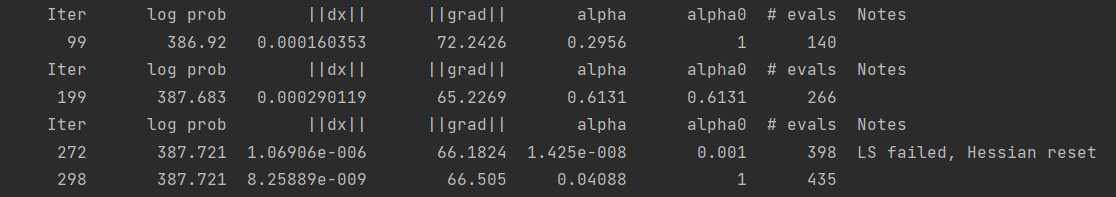 Iter log prob ||dx|| ||grad|| alpha alpha0 # evals Notes
99 386.92 0.000160353 72.2426 0.2956 1 140
Iter log prob ||dx|| ||grad|| alpha alpha0 # evals Notes
199 387.683 0.000290119 65.2269 0.6131 0.6131 266
Iter log prob ||dx|| ||grad|| alpha alpha0 # evals Notes
272 387.721 1.06906e-006 66.1824 1.425e-008 0.001 398 LS failed, Hessian reset
298 387.721 8.25889e-009 66.505 0.04088 1 435